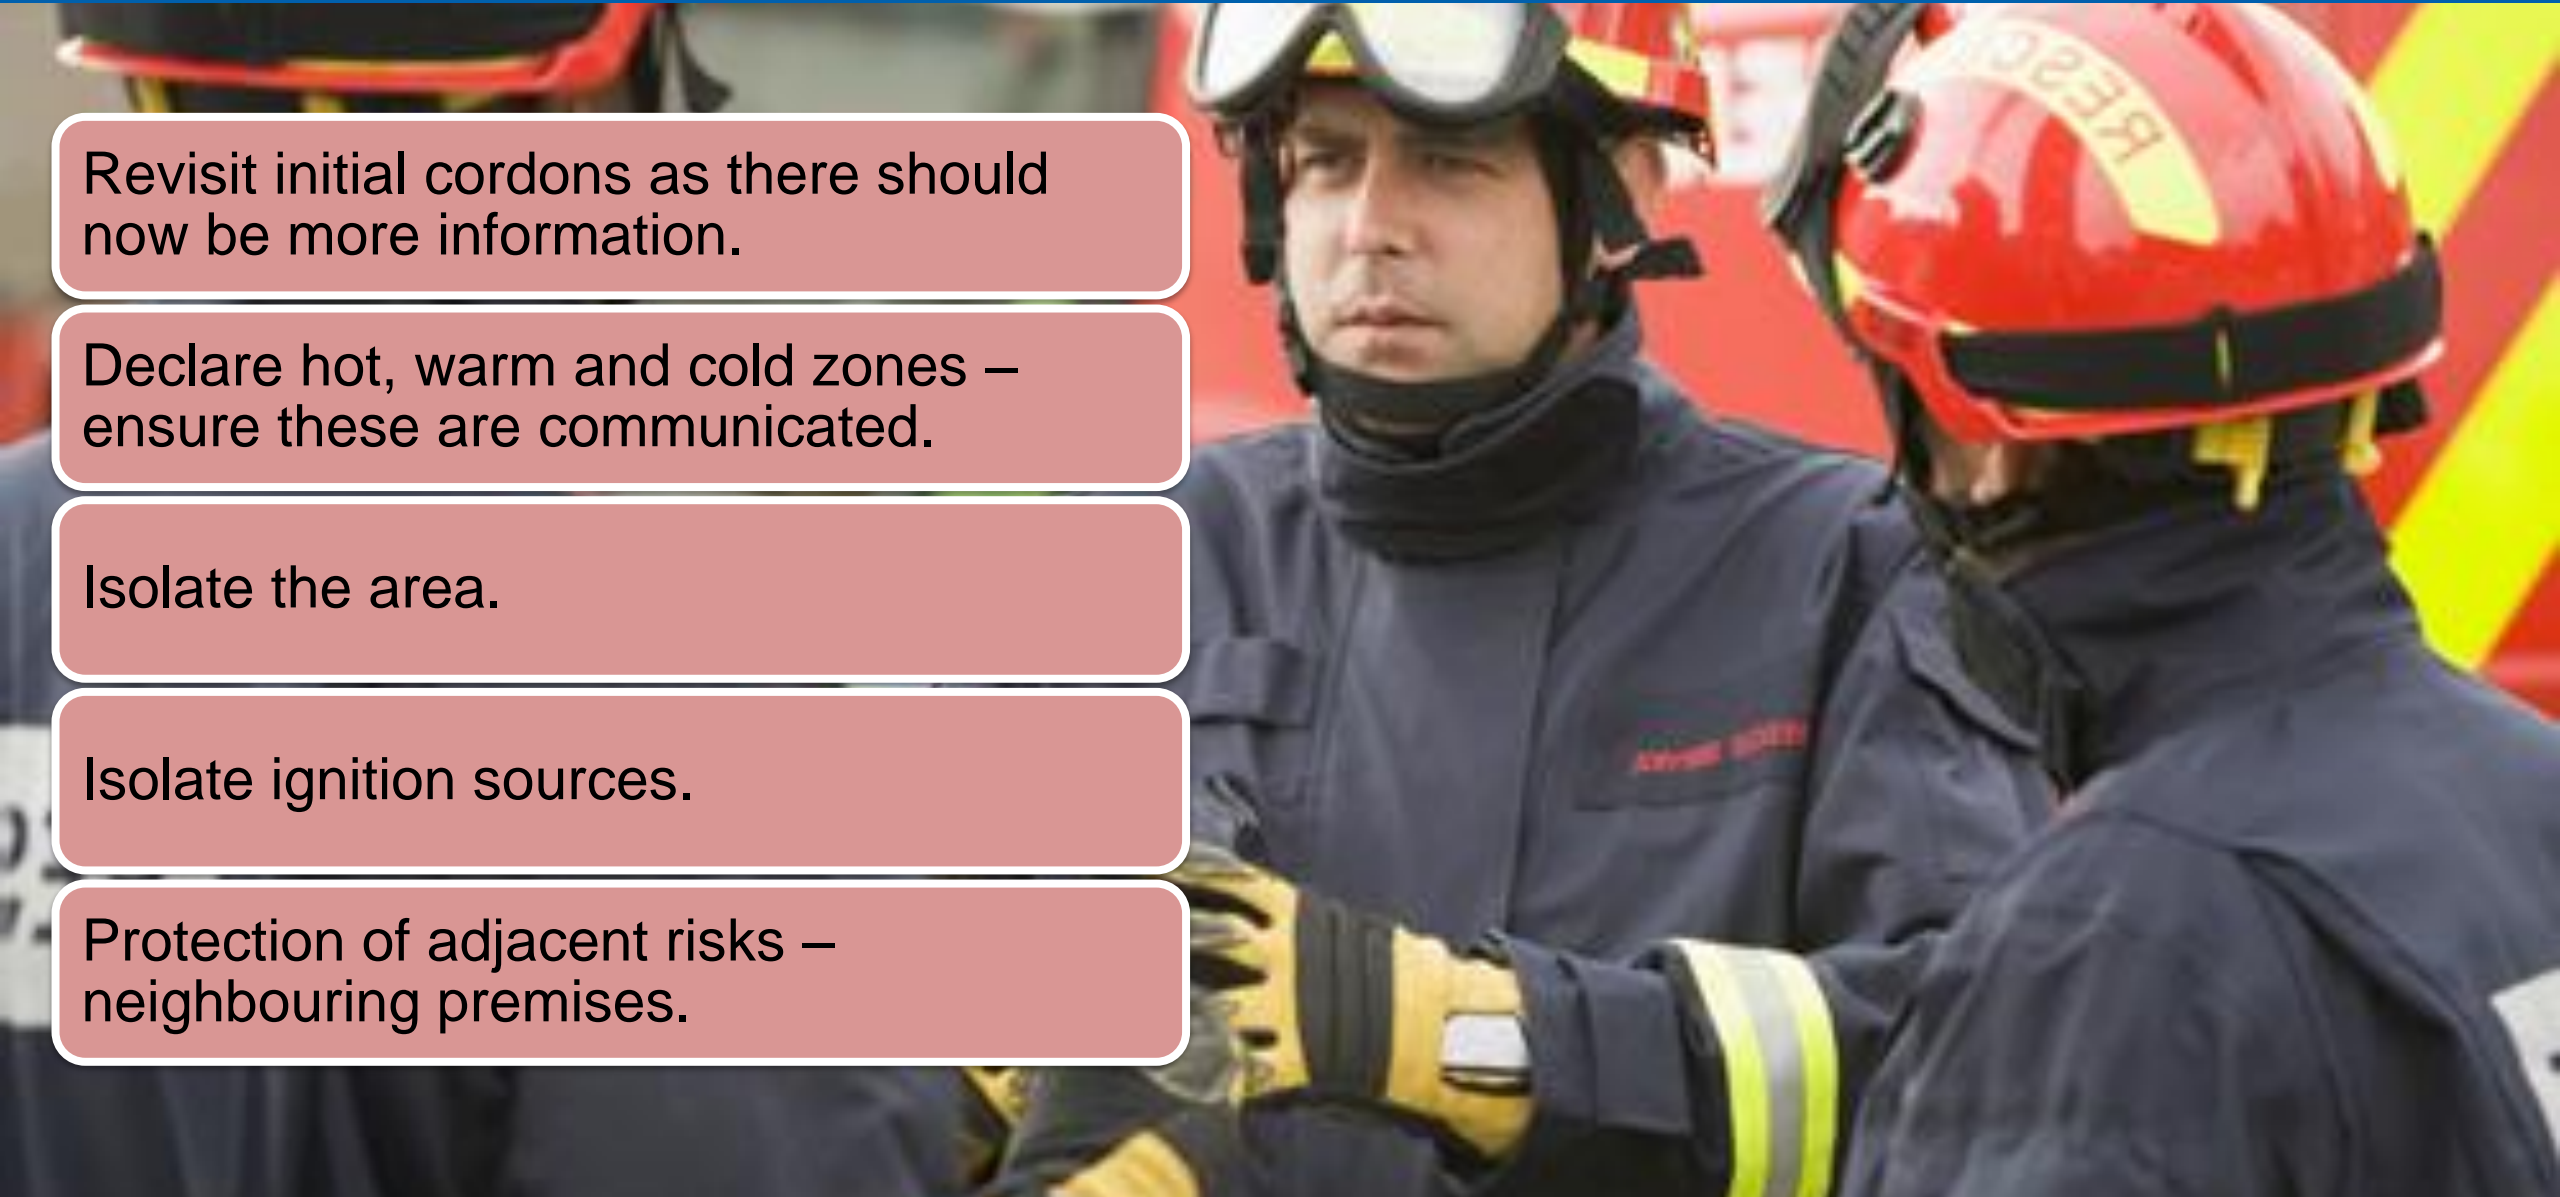 Revisit initial cordons as there should
now be more information.
Declare hot, warm and cold zones –
ensure these are communicated.
Isolate the area.
Isolate ignition sources.
Protection of adjacent risks –
neighbouring premises.